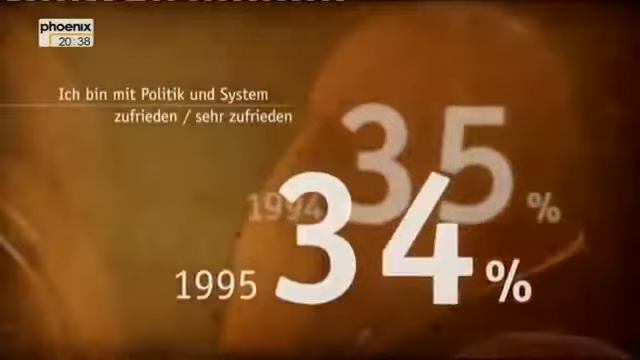 phoenix
20:38
Ich bin mit Politik und System
zufrieden / sehr zufrieden
1994 35 %
1995 34 %